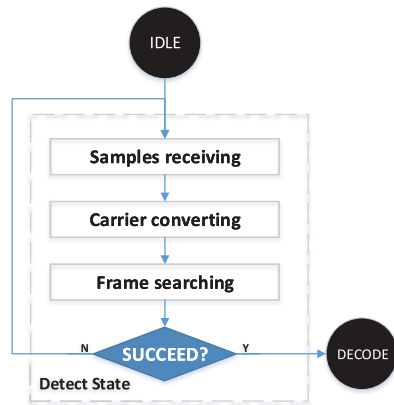 IDLE
Samples receiving
Carrier converting
Frame searching
N
SUCCEED?
Y
DECODE
Detect State